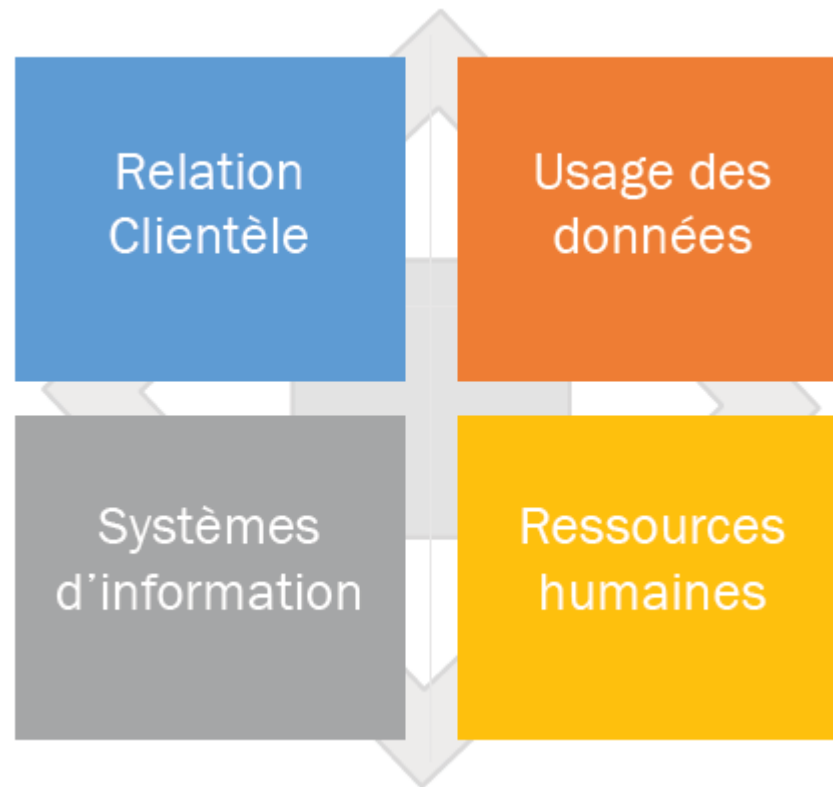 Relation
Clientèle
Usage des
données
Systèmes
d’information
Ressources
humaines